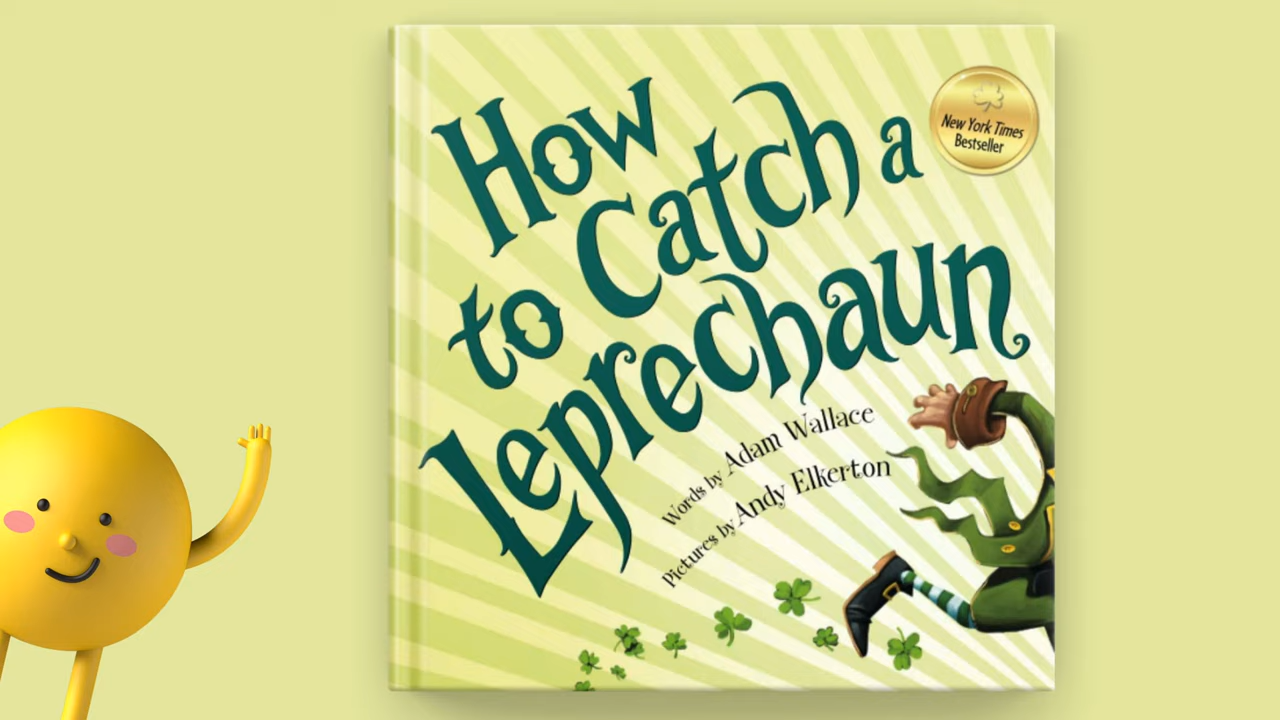 How
to Catch a
Leprechaun
New York Times
Bestseller
Words by Adam Wallace
Pictures by Andy Elkerton